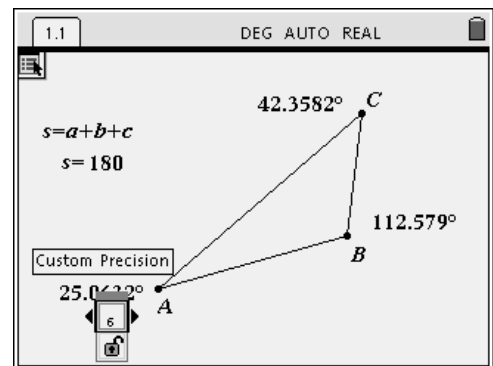 1.1
DEG AUTO REAL
42.3582° C
s=a+b+c
s= 180
112.579°
B
Custom Precision
A
6